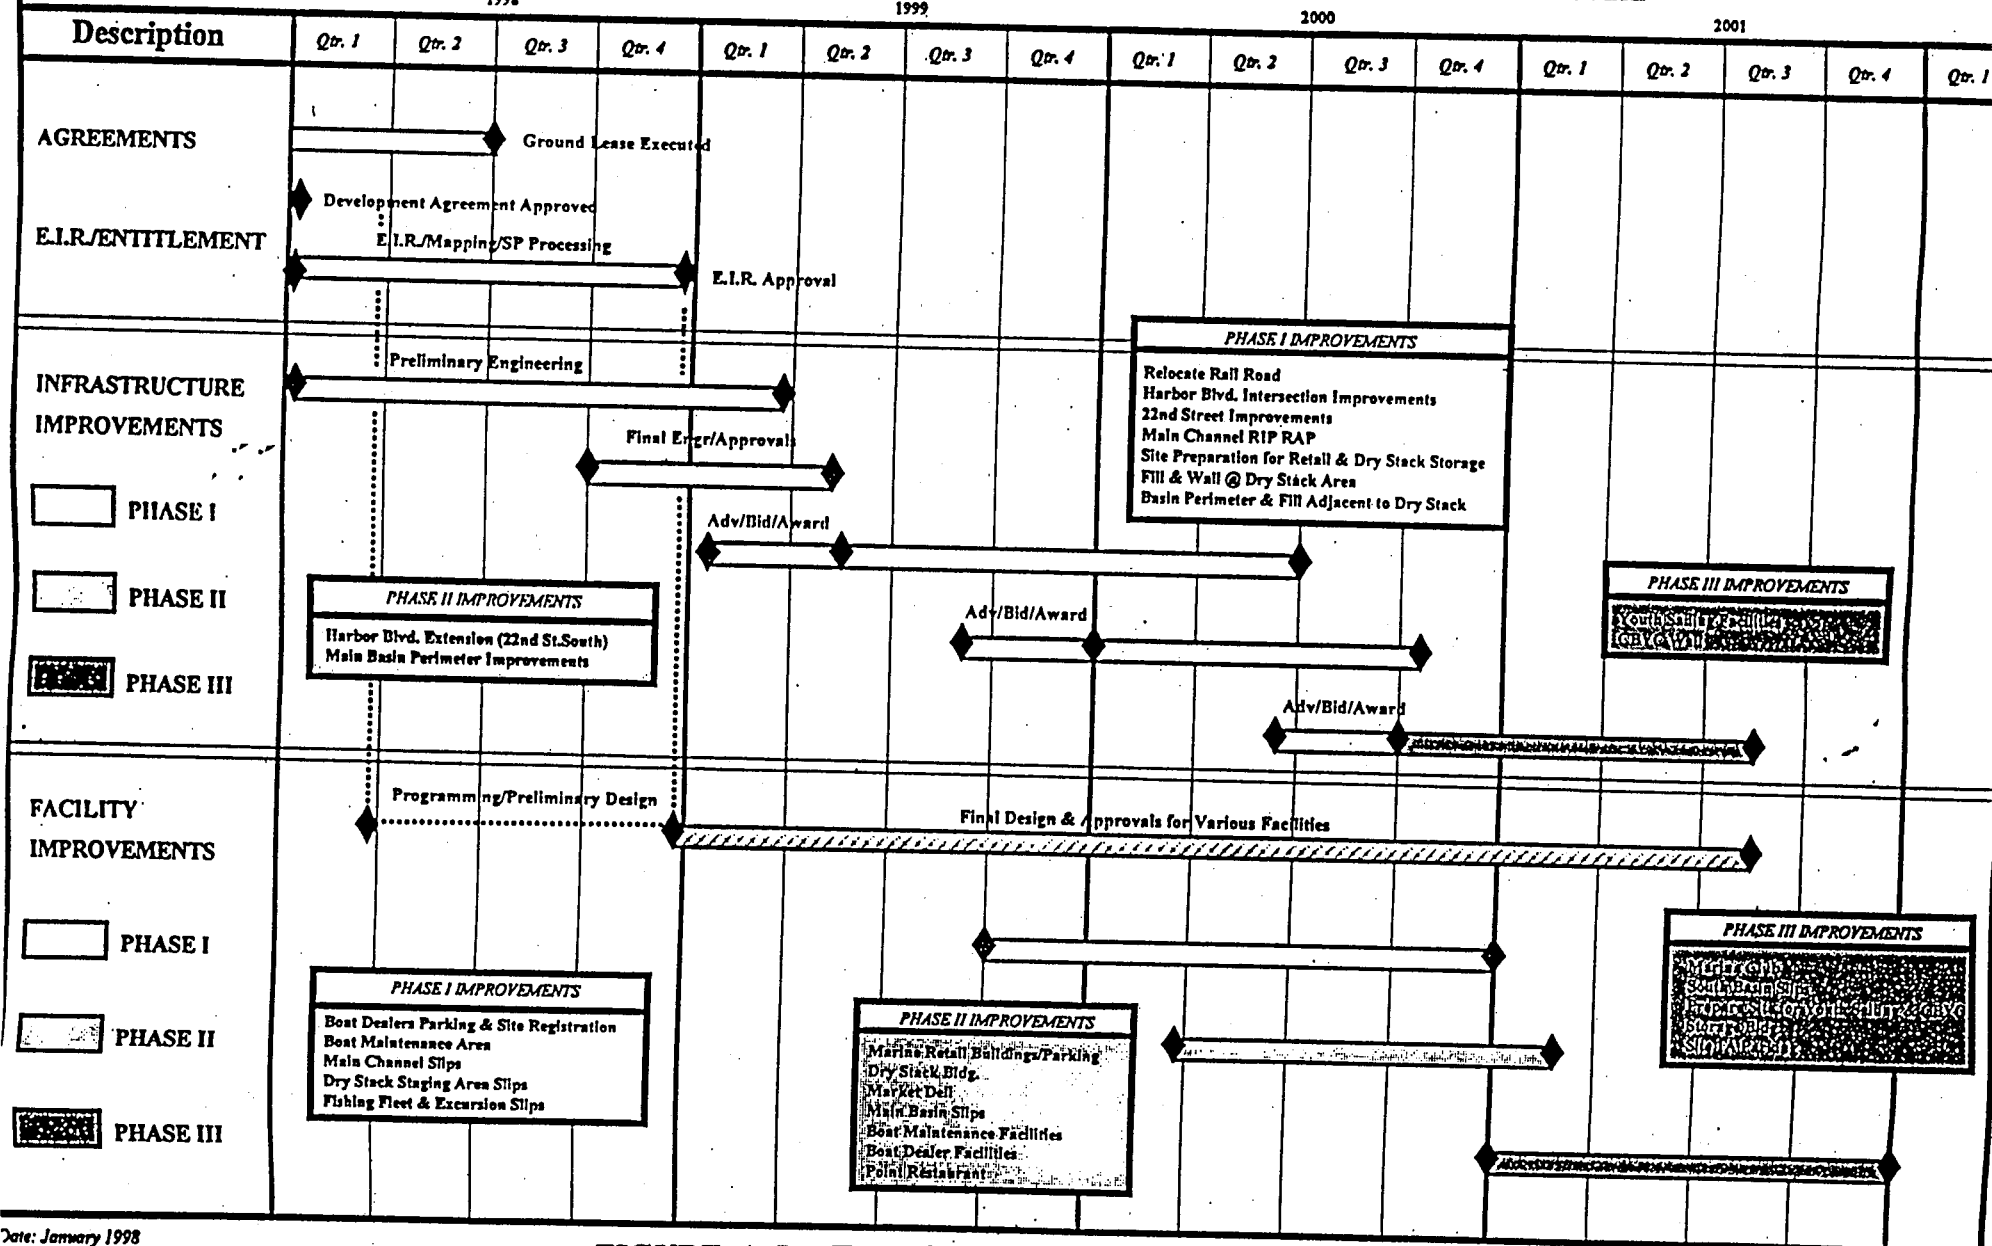 1998
1999
2000
2001
Description
Qtr. 1
Qtr. 2
Qtr. 3
Qtr. 4
Qtr. 1
Qtr. 2
Qtr. 3
Qtr. 4
Qtr. 1
Qtr. 2
Qtr. 3
Qtr. 4
Qtr. 1
Qtr. 2
Qtr. 3
Qtr. 4
Qtr. 1
AGREEMENTS
Ground Lease Executed
Development Agreement Approved
E.I.R./ENTITLEMENT
E.I.R./Mapping/SP Processing
E.I.R. Approval
INFRASTRUCTURE
IMPROVEMENTS
Preliminary Engineering
Final Engr/Approvals
PHASE I IMPROVEMENTS
Relocate Rail Road
Harbor Blvd. Intersection Improvements
22nd Street Improvements
Main Channel RIP RAP
Site Preparation for Retail & Dry Stack Storage
Fill & Wall @ Dry Stack Area
Basin Perimeter & Fill Adjacent to Dry Stack
PHASE I
Adv/Bid/Award
PHASE II
PHASE II IMPROVEMENTS
Harbor Blvd. Extension (22nd St.South)
Main Basin Perimeter Improvements
Adv/Bid/Award
PHASE III IMPROVEMENTS
Youth Sailing Facilities
PHASE III
Adv/Bid/Award
FACILITY
IMPROVEMENTS
Programming/Preliminary Design
Final Design & Approvals for Various Facilities
PHASE I
PHASE I IMPROVEMENTS
Boat Dealers Parking & Site Registration
Boat Maintenance Area
Main Channel Slips
Dry Stack Staging Area Slips
Fishing Fleet & Excursion Slips
PHASE II
PHASE II IMPROVEMENTS
Marine Retail Buildings/Parking
Dry Stack Bldg.
Market Deli
Main Basin Slips
Boat Maintenance Facilities
Boat Dealer Facilities
Point Restaurant
PHASE III IMPROVEMENTS
South Basin Slips
PHASE III
Date: January 1998